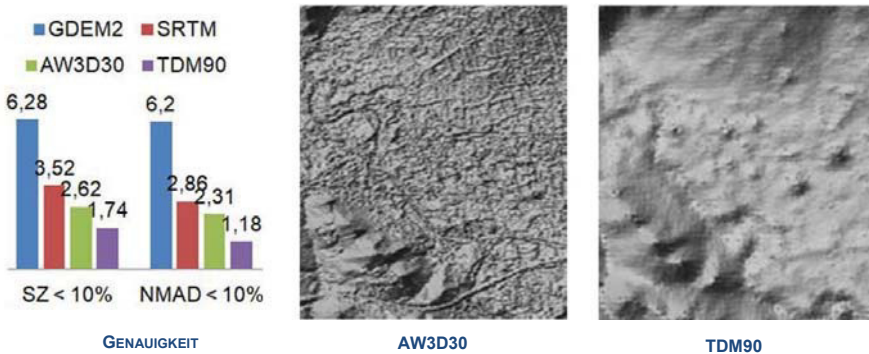 GDEM2 SRTM
AW3D30 TDM90
6,28 6,2
3,52 2,86
2,62 2,31
1,74 1,18
SZ < 10% NMAD < 10%
GENAUIGKEIT AW3D30 TDM90